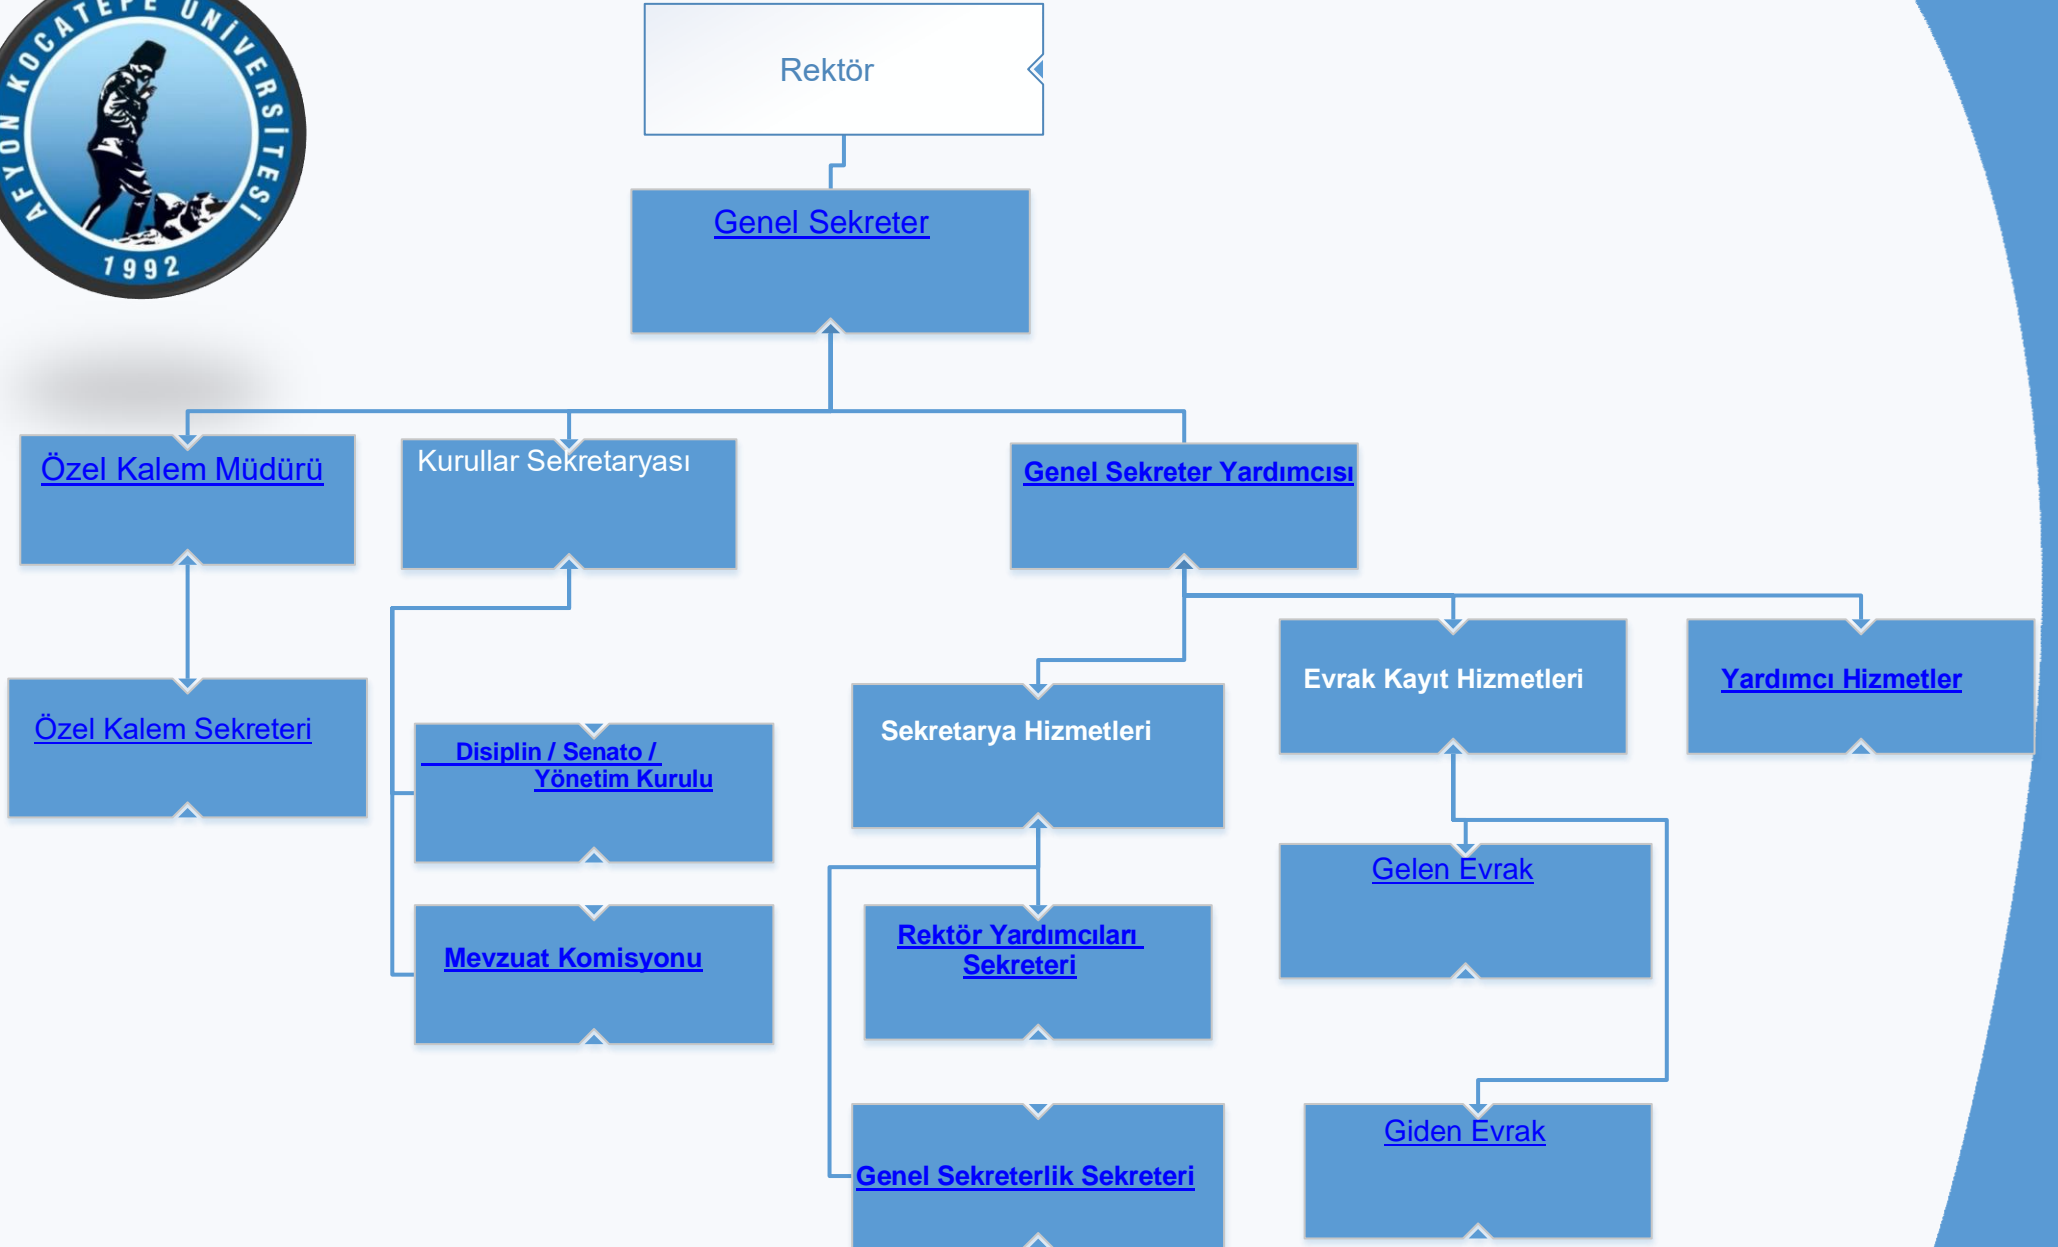 AFYON KOCATEPE ÜNİVERSİTESİ
1992
Rektör
Genel Sekreter
Özel Kalem Müdürü
Kurullar Sekretaryası
Genel Sekreter Yardımcısı
Özel Kalem Sekreteri
Disiplin / Senato /
Yönetim Kurulu
Mevzuat Komisyonu
Sekretarya Hizmetleri
Evrak Kayıt Hizmetleri
Yardımcı Hizmetler
Rektör Yardımcıları
Sekreteri
Genel Sekreterlik Sekreteri
Gelen Evrak
Giden Evrak